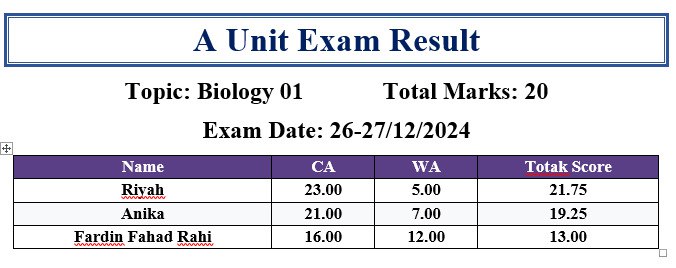 A Unit Exam Result
Topic: Biology 01 Total Marks: 20
Exam Date: 26-27/12/2024
Name CA WA Totak Score
Riyah 23.00 5.00 21.75
Anika 21.00 7.00 19.25
Fardin Fahad Rahi 16.00 12.00 13.00